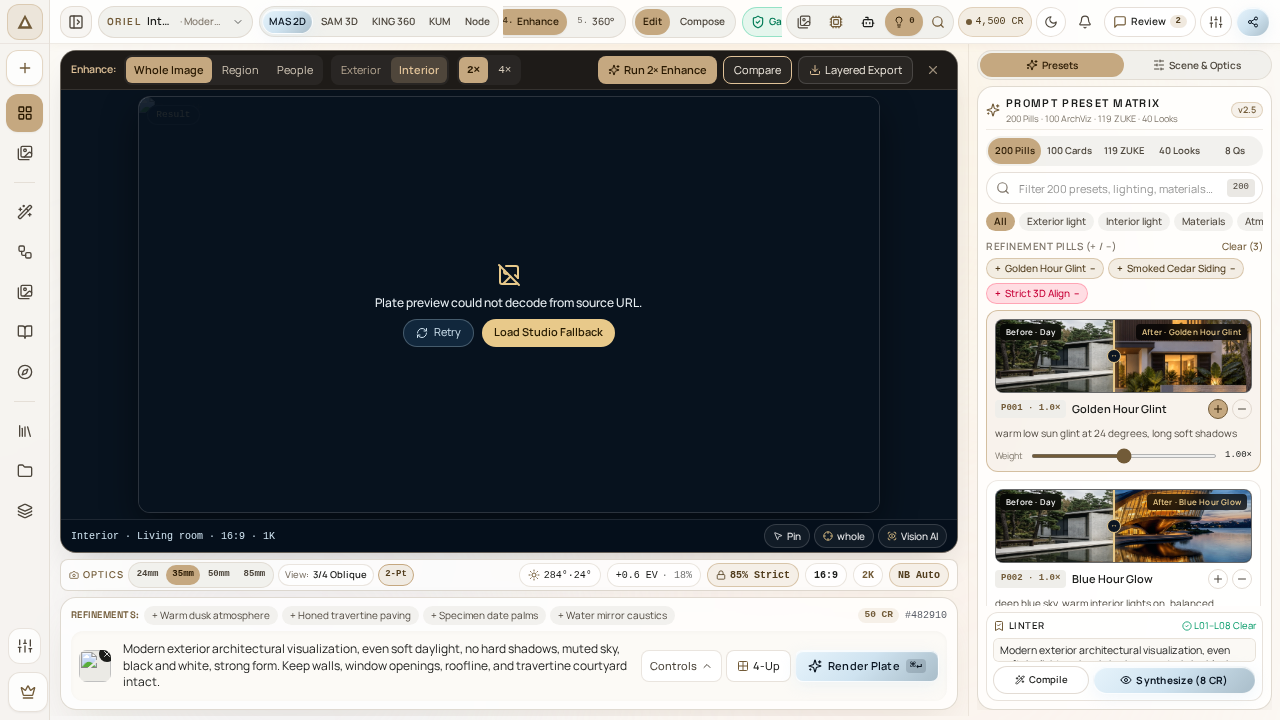 ORIEL Int... · Moder...
MAS 2D SAM 3D KING 360 KUM Node
4. Enhance 5. 360°
Edit Compose
Ga
0
4,500 CR
Review 2
Enhance: Whole Image Region People Exterior Interior 2× 4×
Run 2× Enhance Compare Layered Export
Result
Plate preview could not decode from source URL.
Retry Load Studio Fallback
Interior · Living room · 16:9 · 1K
Pin whole Vision AI
OPTICS 24mm 35mm 50mm 85mm View: 3/4 Oblique 2-Pt
284°·24° +0.6 EV · 18% 85% Strict 16:9 2K NB Auto
REFINEMENTS: + Warm dusk atmosphere + Honed travertine paving + Specimen date palms + Water mirror caustics
50 CR #482910
Modern exterior architectural visualization, even soft daylight, no hard shadows, muted sky,
black and white, strong form. Keep walls, window openings, roofline, and travertine courtyard
intact.
Controls 4-Up Render Plate ⌘↵
Presets Scene & Optics
PROMPT PRESET MATRIX
200 Pills · 100 ArchViz · 119 ZUKE · 40 Looks
v2.5
200 Pills 100 Cards 119 ZUKE 40 Looks 8 Qs
Filter 200 presets, lighting, materials... 200
All Exterior light Interior light Materials Atm
REFINEMENT PILLS (+ / −) Clear (3)
+ Golden Hour Glint − + Smoked Cedar Siding −
+ Strict 3D Align −
Before · Day After · Golden Hour Glint
P001 · 1.0× Golden Hour Glint
warm low sun glint at 24 degrees, long soft shadows
Weight 1.00×
Before · Day After · Blue Hour Glow
P002 · 1.0× Blue Hour Glow
deep blue sky, warm interior lights on, balanced
LINTER L01–L08 Clear
Modern exterior architectural visualization, even
Compile Synthesize (8 CR)